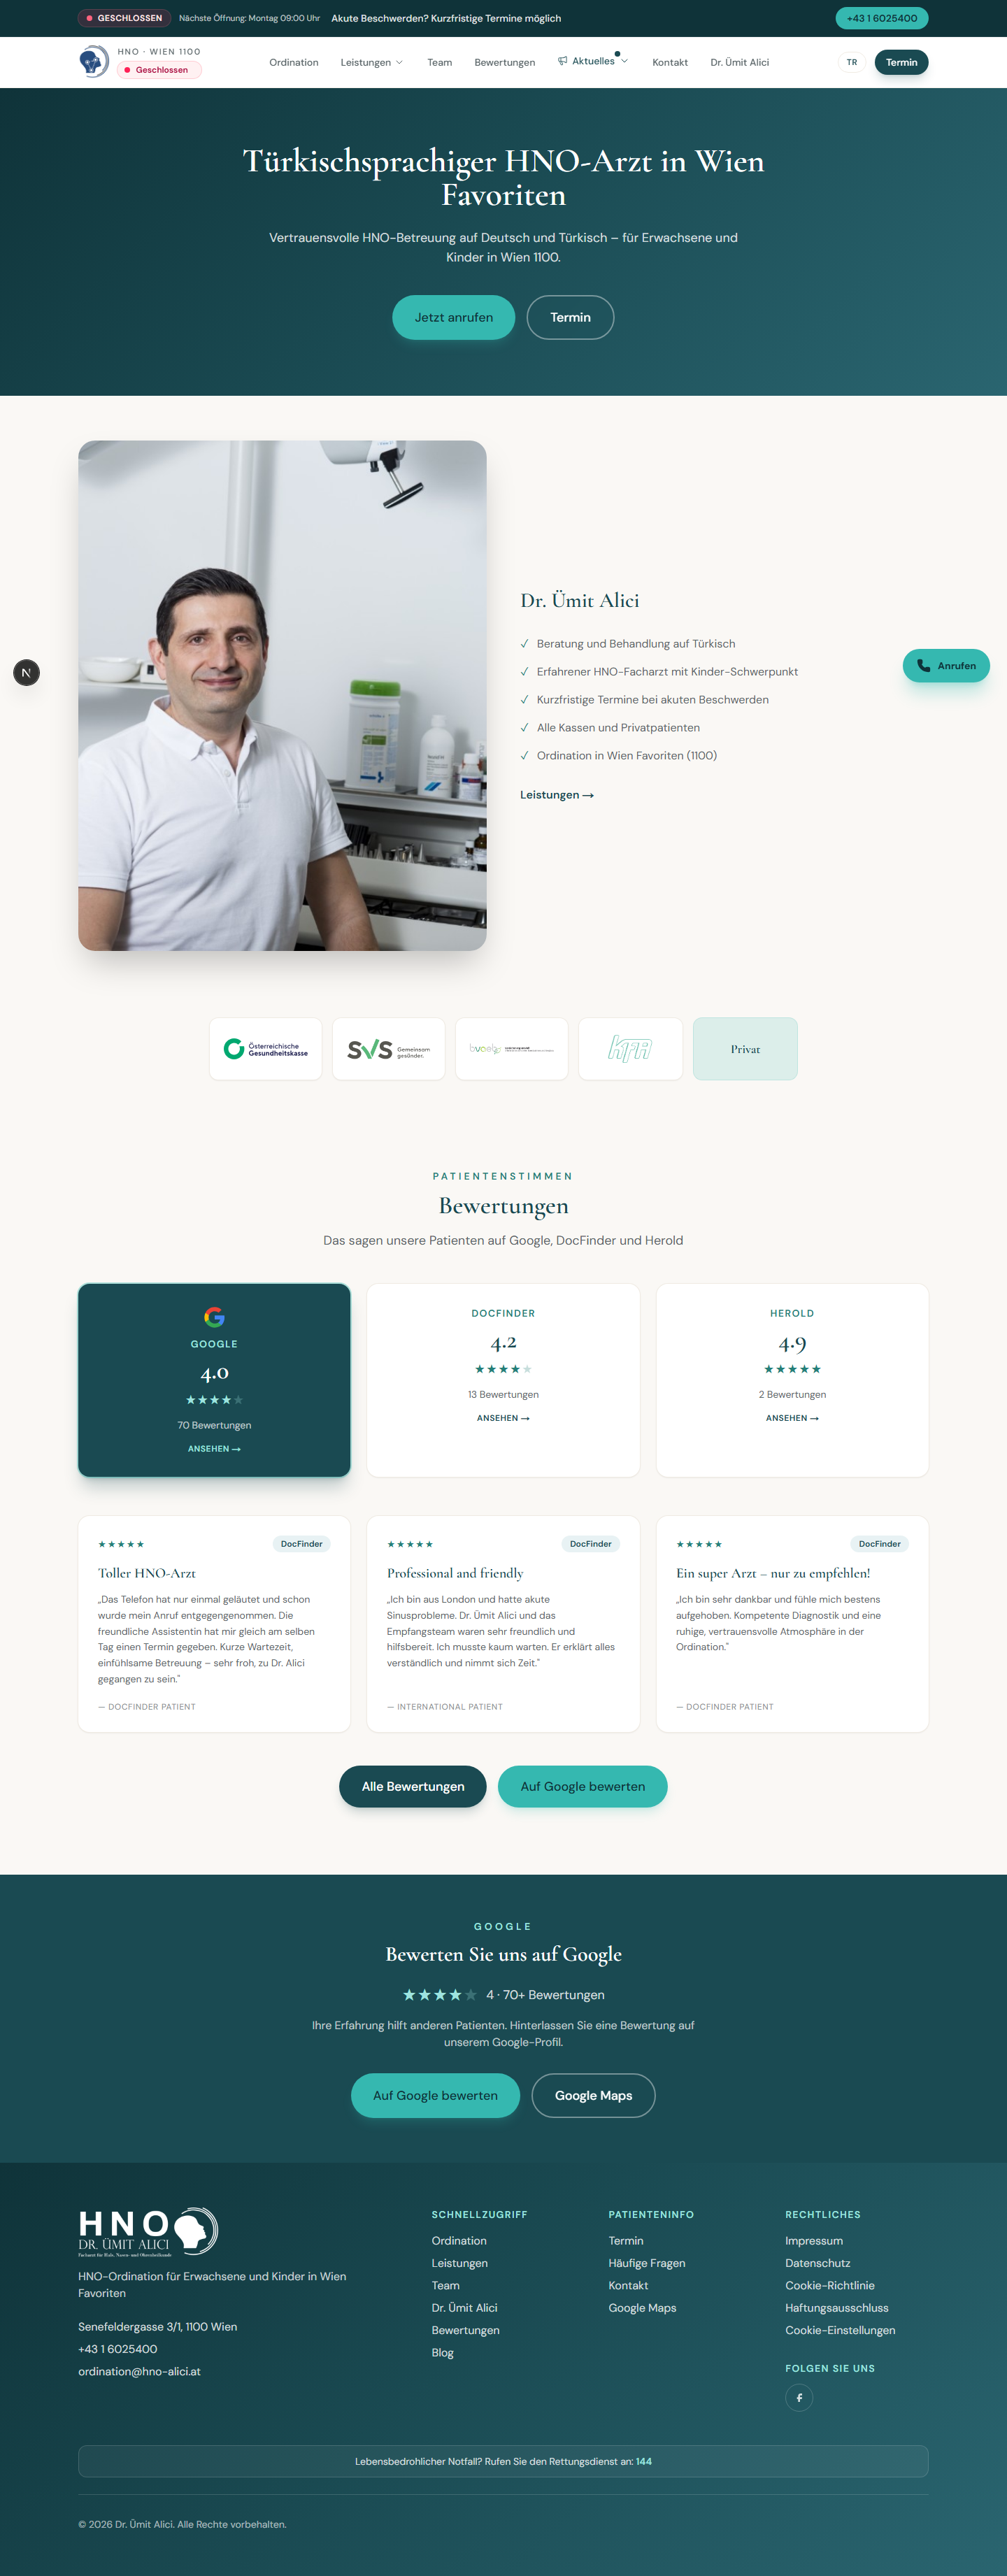 GESCHLOSSEN
Nächste Öffnung: Montag 09:00 Uhr
Akute Beschwerden? Kurzfristige Termine möglich
+43 1 6025400
HNO · WIEN 1100
Geschlossen
Ordination
Leistungen
Team
Bewertungen
Aktuelles
Kontakt
Dr. Ümit Alici
TR
Termin
Türkischsprachiger HNO-Arzt in Wien
Favoriten
Vertrauensvolle HNO-Betreuung auf Deutsch und Türkisch – für Erwachsene und
Kinder in Wien 1100.
Jetzt anrufen
Termin
Dr. Ümit Alici
✓ Beratung und Behandlung auf Türkisch
✓ Erfahrener HNO-Facharzt mit Kinder-Schwerpunkt
✓ Kurzfristige Termine bei akuten Beschwerden
✓ Alle Kassen und Privatpatienten
✓ Ordination in Wien Favoriten (1100)
Leistungen →
N
Anrufen
Österreichische
Gesundheitskasse
SVS Gemeinsam
gesünder.
bvaeb
kfa
Privat
PATIENTENSTIMMEN
Bewertungen
Das sagen unsere Patienten auf Google, DocFinder und Herold
GOOGLE
4.0
★★★★★
70 Bewertungen
ANSEHEN →
DOCFINDER
4.2
★★★★★
13 Bewertungen
ANSEHEN →
HEROLD
4.9
★★★★★
2 Bewertungen
ANSEHEN →
★★★★★ DocFinder
Toller HNO-Arzt
„Das Telefon hat nur einmal geläutet und schon
wurde mein Anruf entgegengenommen. Die
freundliche Assistentin hat mir gleich am selben
Tag einen Termin gegeben. Kurze Wartezeit,
einfühlsame Betreuung – sehr froh, zu Dr. Alici
gegangen zu sein."
— DOCFINDER PATIENT
★★★★★ DocFinder
Professional and friendly
„Ich bin aus London und hatte akute
Sinusprobleme. Dr. Ümit Alici und das
Empfangsteam waren sehr freundlich und
hilfsbereit. Ich musste kaum warten. Er erklärt alles
verständlich und nimmt sich Zeit."
— INTERNATIONAL PATIENT
★★★★★ DocFinder
Ein super Arzt – nur zu empfehlen!
„Ich bin sehr dankbar und fühle mich bestens
aufgehoben. Kompetente Diagnostik und eine
ruhige, vertrauensvolle Atmosphäre in der
Ordination."
— DOCFINDER PATIENT
Alle Bewertungen
Auf Google bewerten
GOOGLE
Bewerten Sie uns auf Google
★★★★★ 4 · 70+ Bewertungen
Ihre Erfahrung hilft anderen Patienten. Hinterlassen Sie eine Bewertung auf
unserem Google-Profil.
Auf Google bewerten
Google Maps
HNO
DR. ÜMIT ALICI
Facharzt für Hals-, Nasen- und Ohrenheilkunde
HNO-Ordination für Erwachsene und Kinder in Wien
Favoriten
Senefeldergasse 3/1, 1100 Wien
+43 1 6025400
ordination@hno-alici.at
SCHNELLZUGRIFF
Ordination
Leistungen
Team
Dr. Ümit Alici
Bewertungen
Blog
PATIENTENINFO
Termin
Häufige Fragen
Kontakt
Google Maps
RECHTLICHES
Impressum
Datenschutz
Cookie-Richtlinie
Haftungsausschluss
Cookie-Einstellungen
FOLGEN SIE UNS
Lebensbedrohlicher Notfall? Rufen Sie den Rettungsdienst an: 144
© 2026 Dr. Ümit Alici. Alle Rechte vorbehalten.